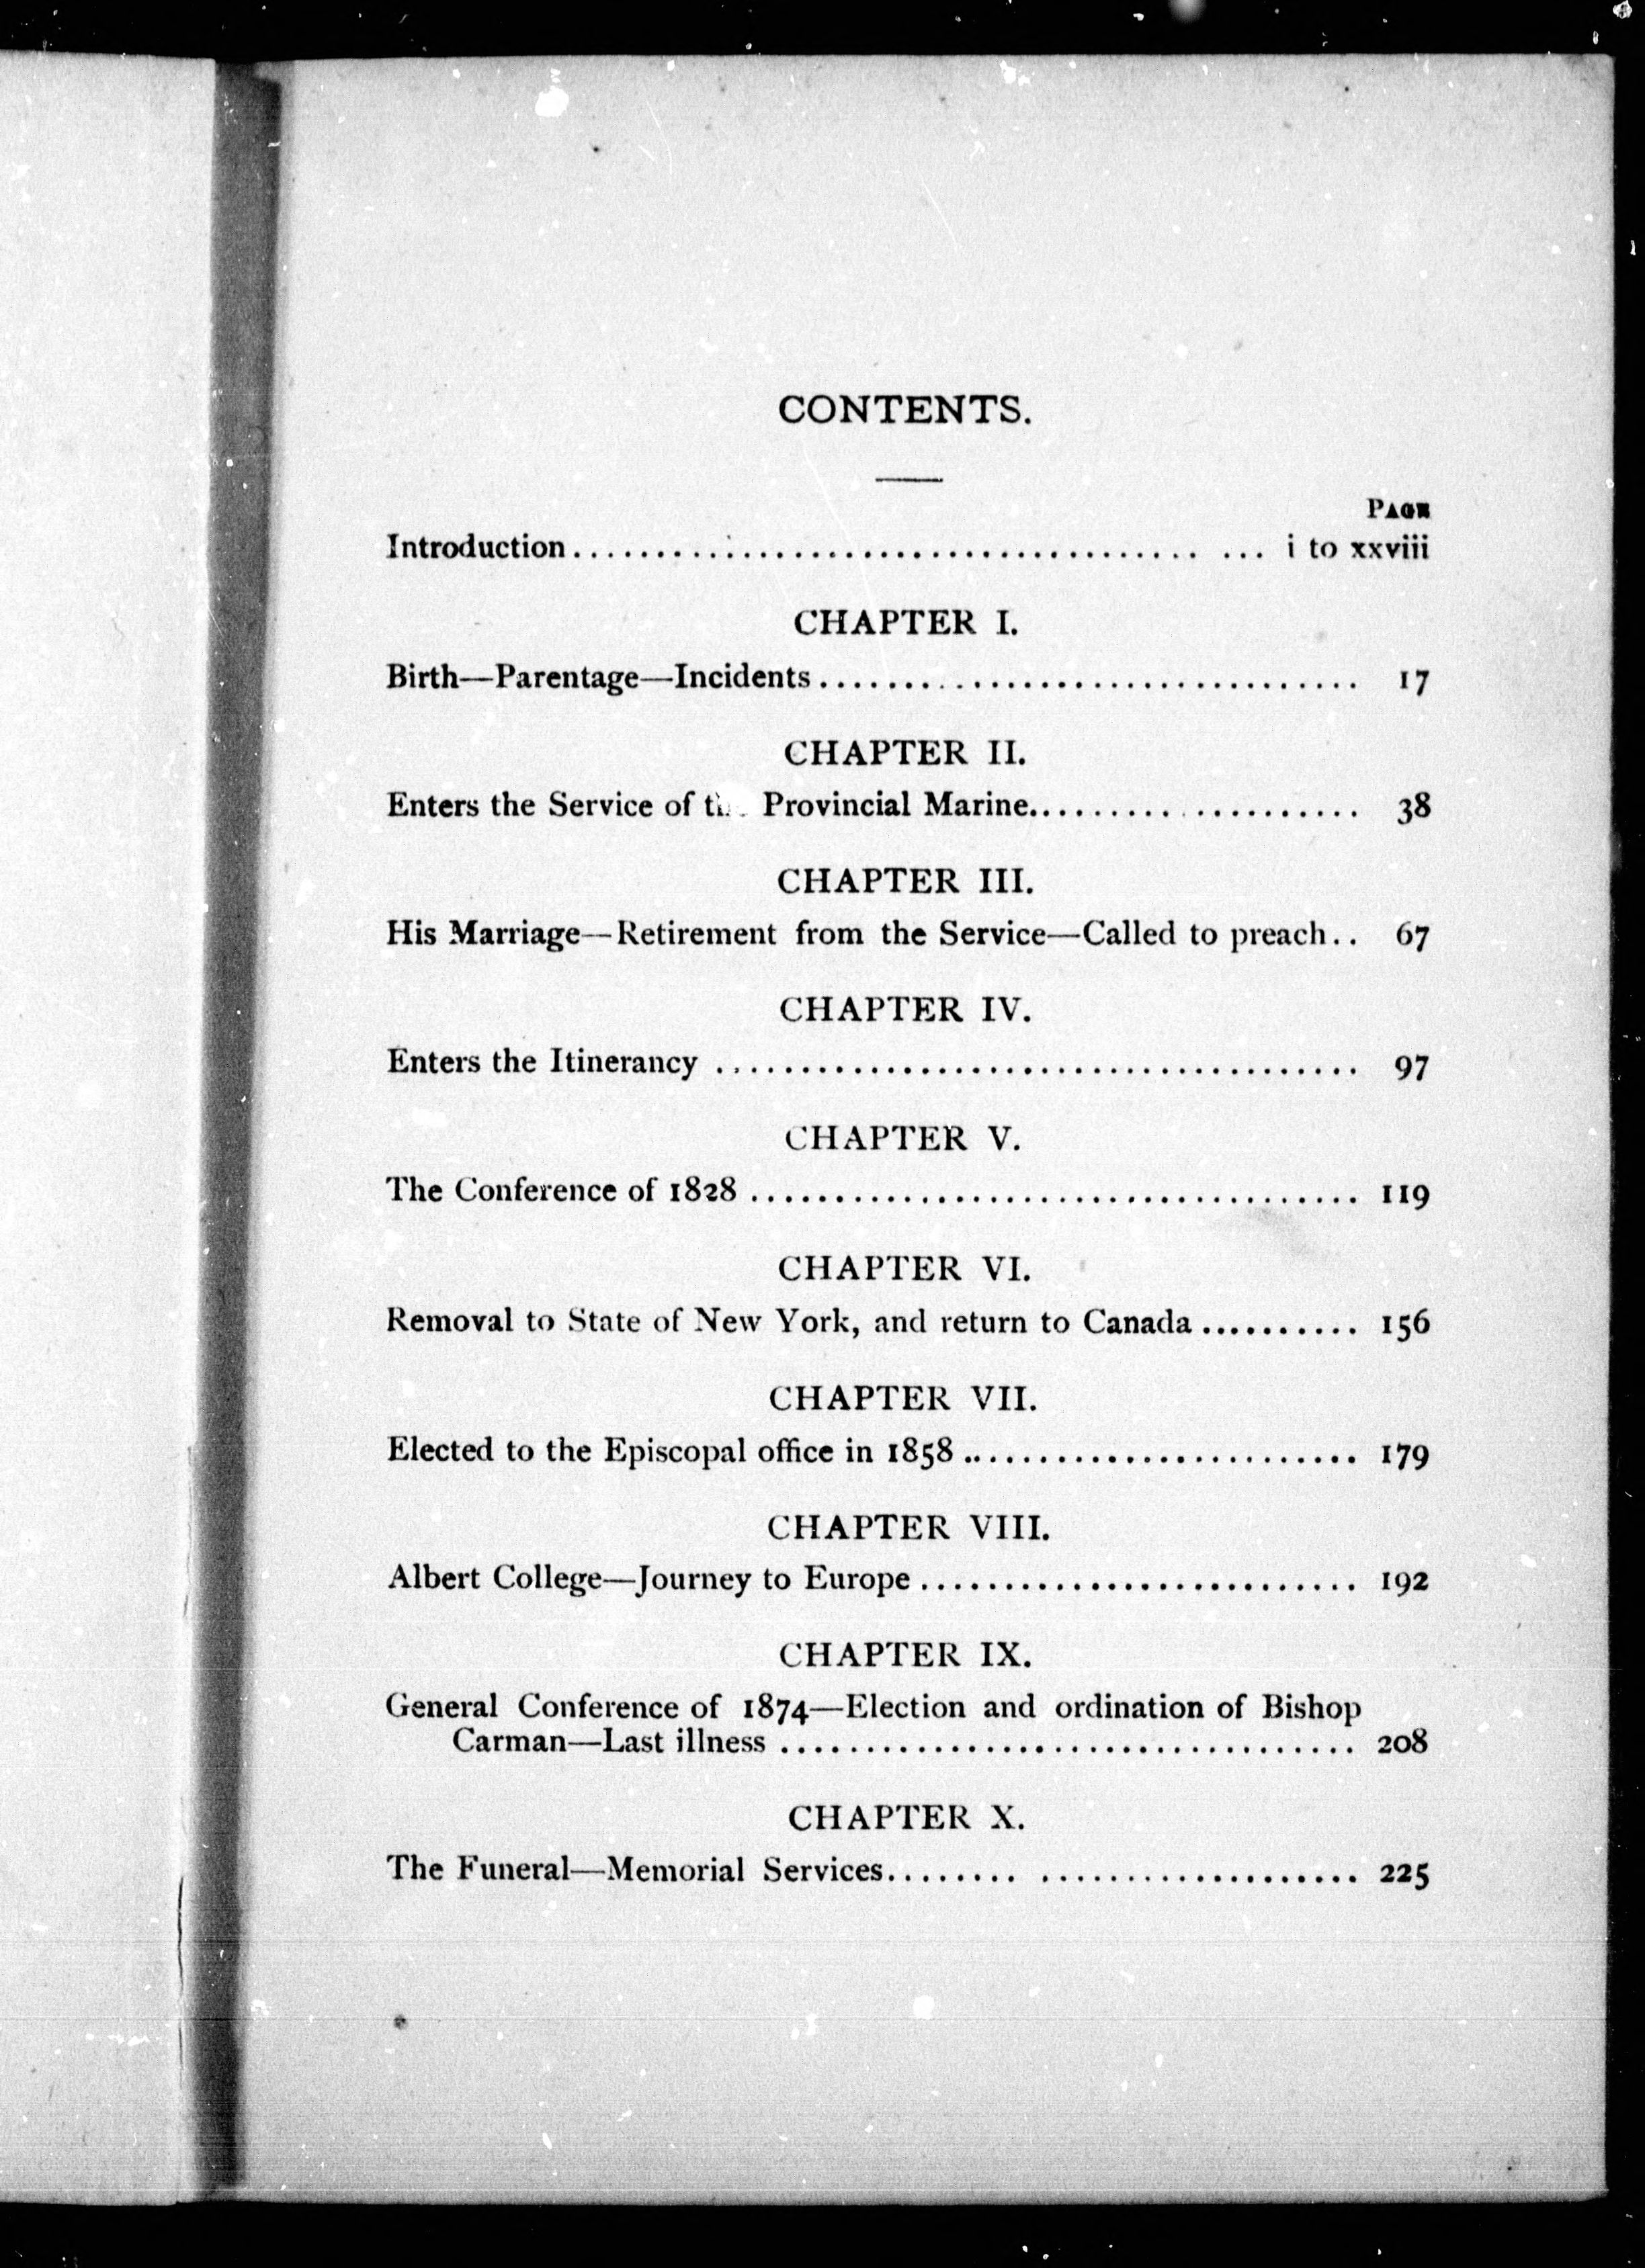 CONTENTS.
PAGE
Introduction........................................ ... i to xxviii
CHAPTER I.
Birth—Parentage—Incidents................................ 17
CHAPTER II.
Enters the Service of Provincial Marine.................... 38
CHAPTER III.
His Marriage—Retirement from the Service—Called to preach.. 67
CHAPTER IV.
Enters the Itinerancy ...................................... 97
CHAPTER V.
The Conference of 1828 .................................... 119
CHAPTER VI.
Removal to State of New York, and return to Canada .......... 156
CHAPTER VII.
Elected to the Episcopal office in 1858 ........................ 179
CHAPTER VIII.
Albert College—Journey to Europe .......................... 192
CHAPTER IX.
General Conference of 1874—Election and ordination of Bishop
Carman—Last illness .................................. 208
CHAPTER X.
The Funeral—Memorial Services........ ................... 225